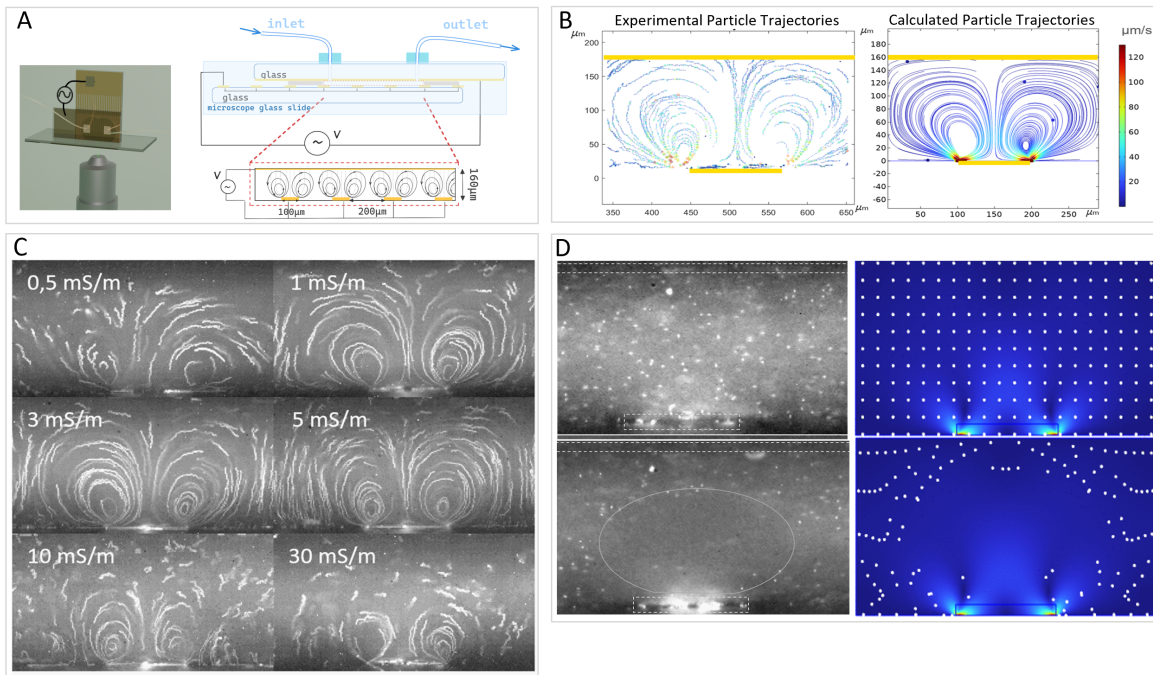 A
inlet
outlet
glass
glass
microscope glass slide
V
~
V
~
160μm
100μm
200μm
B
Experimental Particle Trajectories
μm
200
150
100
50
0
350
400
450
500
550
600
650
μm
Calculated Particle Trajectories
μm
180
160
140
120
100
80
60
40
20
0
-20
-40
-60
50
100
150
200
250
μm
μm/s
120
100
80
60
40
20
C
0,5 mS/m
1 mS/m
3 mS/m
5 mS/m
10 mS/m
30 mS/m
D